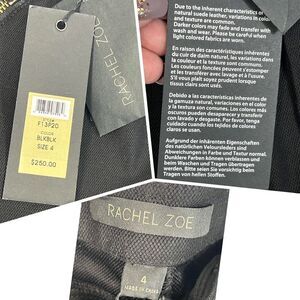 STYLE
F13P20
COLOR
BLKBLK
SIZE 4
$250.00
RACHEL ZOE
Due to the inherent characteristics of
natural suede leather, variations in color
and texture are common.
Darker colors may fade and transfer with
wash and wear. Please be careful when
light colored fabrics are worn.
En raison des caractéristiques inhérentes
du cuir de daim naturel, les variations dans
la couleur et la texture sont communes.
Les couleurs foncées peuvent s'estomper
et les transférer avec lavage et à l'usure.
S'il vous plaît soyez prudent lorsque
tissus clairs sont usés.
Debido a las características inherentes de
la gamuza natural, variaciones en el color
y la textura son comunes. Los colores más
oscuros pueden desaparecer y transferir
con lavado y desgaste. Por favor, tenga
cuidado cuando los tejidos de colores
claros se usan.
Aufgrund der inhärenten Eigenschaften
des natürlichen Veloursleders sind
Abweichungen in Farbe und Textur normal.
Dunklere Farben können verblassen und
beim Waschen und Tragen übertragen
werden. Bitte seien Sie vorsichtig beim
Tragen von hellen Stoffen.
RACHEL ZOE
4
MADE IN CHINA